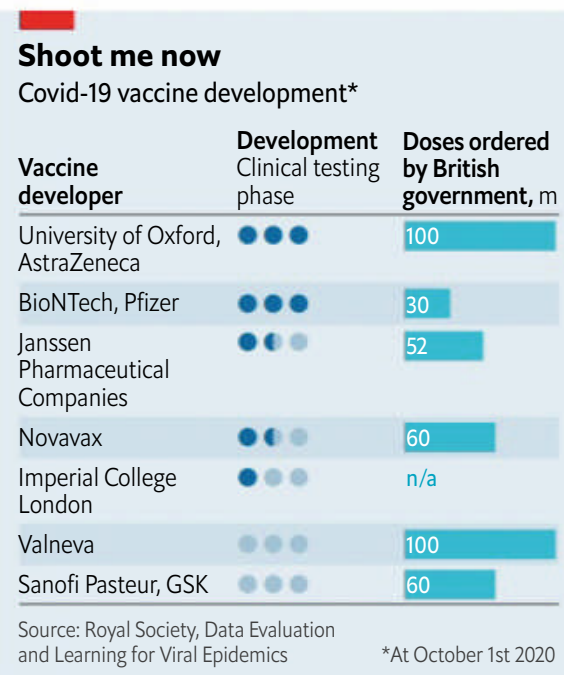 Shoot me now
Covid-19 vaccine development*
Vaccine developer
Development
Clinical testing phase
Doses ordered by British government, m
University of Oxford, AstraZeneca
100
BioNTech, Pfizer
30
Janssen Pharmaceutical Companies
52
Novavax
60
Imperial College London
n/a
Valneva
100
Sanofi Pasteur, GSK
60
Source: Royal Society, Data Evaluation
and Learning for Viral Epidemics
*At October 1st 2020